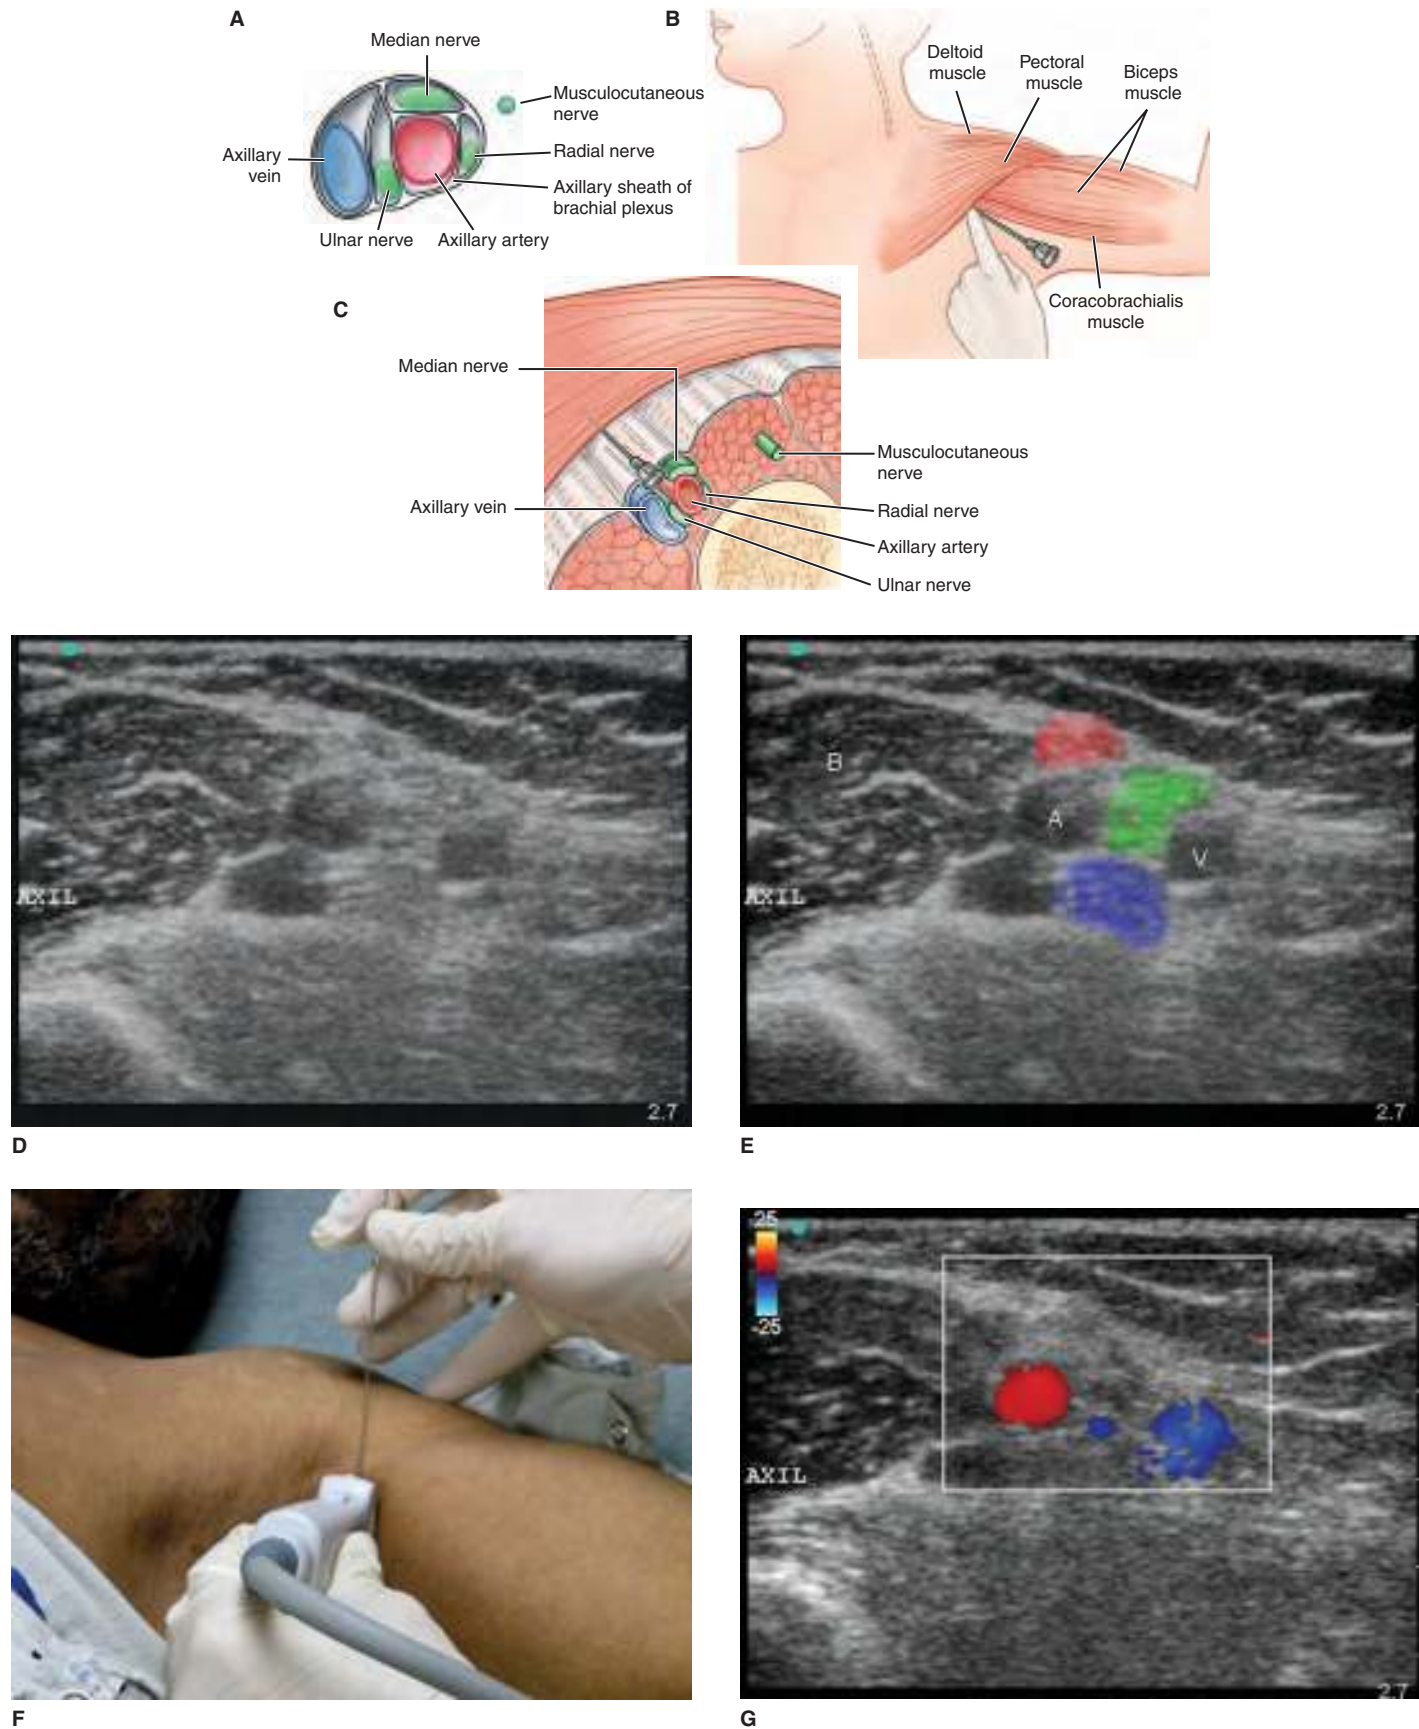 A
Median nerve
Musculocutaneous
nerve
Axillary
vein
Radial nerve
Axillary sheath of
brachial plexus
Ulnar nerve
Axillary artery
B
Deltoid
muscle
Pectoral
muscle
Biceps
muscle
Coracobrachialis
muscle
C
Median nerve
Axillary vein
Musculocutaneous
nerve
Radial nerve
Axillary artery
Ulnar nerve
AXIL
2.7
D
B
A
V
AXIL
2.7
E
F
25
-25
AXIL
2.7
G